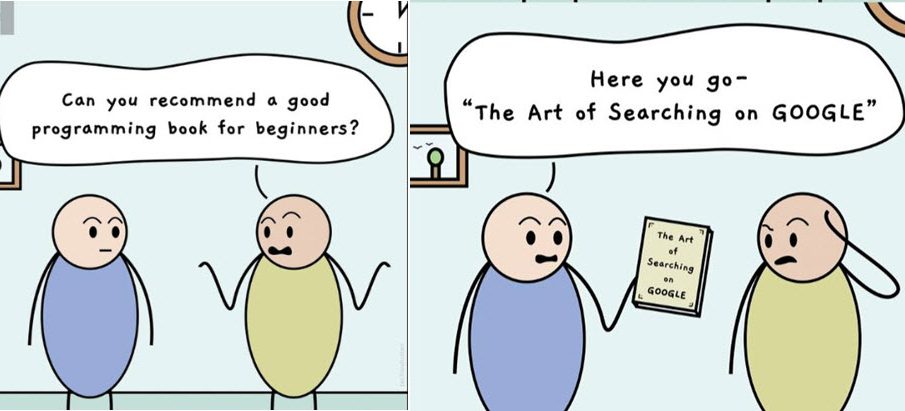 Can you recommend a good
programming book for beginners?
Here you go-
“The Art of Searching on GOOGLE”
The Art
of
Searching
on
GOOGLE